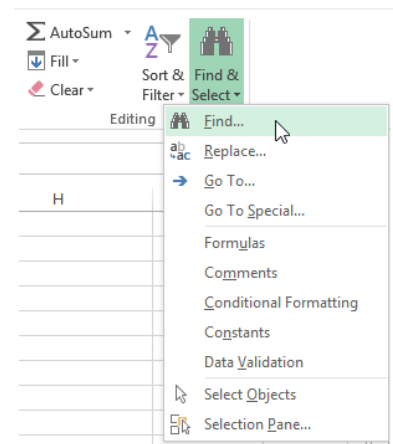 AutoSum
Fill
Clear
Sort &
Filter
Find &
Select
Editing
Find...
Replace...
Go To...
Go To Special...
Formulas
Comments
Conditional Formatting
Constants
Data Validation
Select Objects
Selection Pane...
H